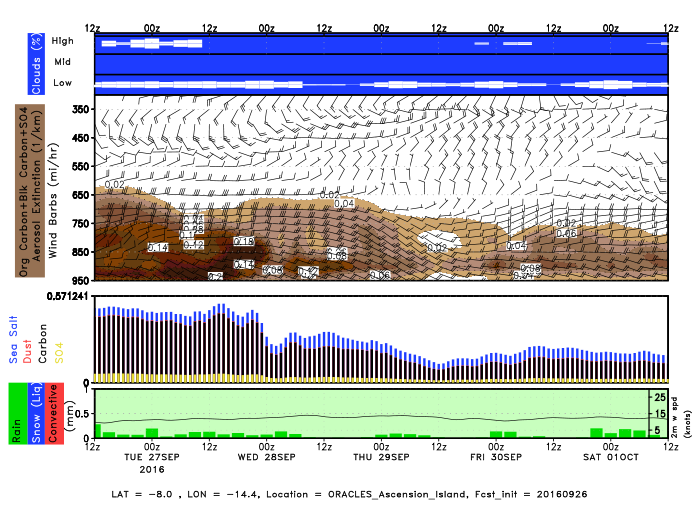 12z 00z 12z 00z 12z 00z 12z 00z 12z 00z 12z
Clouds (%)
High
Mid
Low
Org Carbon+Blk Carbon+SO4
Aerosol Extinction (1/km)
Wind Barbs (mi/hr)
350
450
550
650
750
850
950
0.02
0.02
0.04
0.02
0.06
0.14
0.12
0.18
0.14
0.02
0.04
0.08
0.06
0.08
0.571241
0
Sea Salt
Dust
Carbon
SO4
Rain
Snow (Liq)
Convective
(mm)
1
0.5
0
25
15
5
2m w spd
(knots)
12z 00z 12z 00z 12z 00z 12z 00z 12z 00z 12z
TUE 27SEP WED 28SEP THU 29SEP FRI 30SEP SAT 01OCT
2016
LAT = -8.0 , LON = -14.4, Location = ORACLES_Ascension_Island, Fcst_init = 20160926